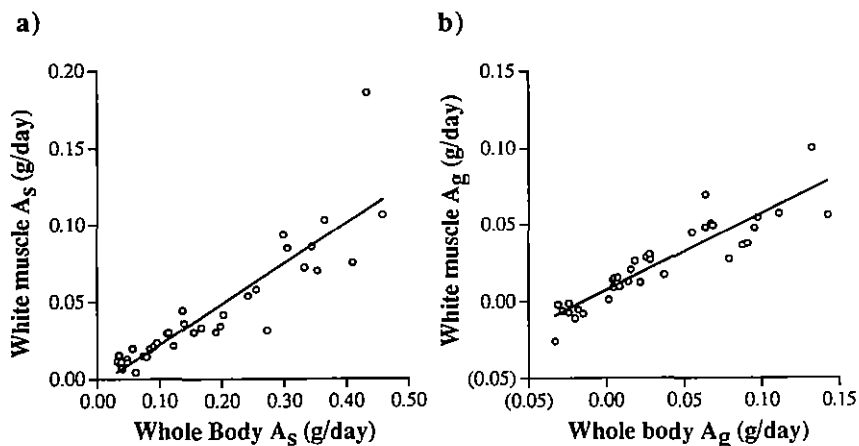 a)
White muscle As (g/day)
0.20
0.15
0.10
0.05
0.00
0.00 0.10 0.20 0.30 0.40 0.50
Whole Body As (g/day)
b)
White muscle Ag (g/day)
0.15
0.10
0.05
0.00
(0.05)
(0.05) 0.00 0.05 0.10 0.15
Whole body Ag (g/day)